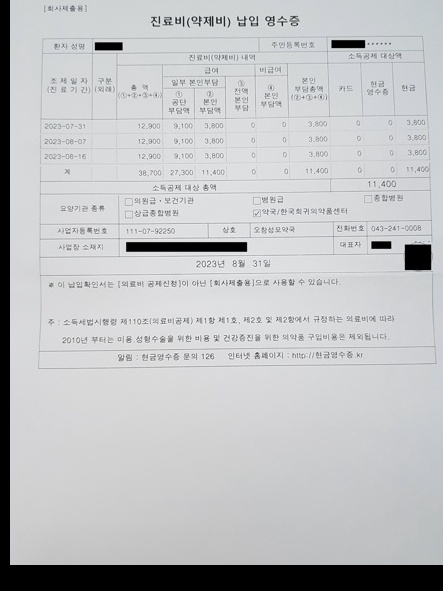 [회사제출용]
진료비(약제비) 납입 영수증
환자 성명 주민등록번호 ******
진료비(약제비) 내역 소득공제 대상액
조 제 일 자 (진 료 기 간) 구분 (외래) 총 액 (①+②+③+④) 급여 비급여 본인 부담총액 (②+③+④) 카드 현금 영수증 현금
일부 본인부담 ③ 전액 본인 부담 ④ 본인 부담액
① 공단 부담액 ② 본인 부담액
2023-07-31 12,900 9,100 3,800 0 0 3,800 0 0 3,800
2023-08-07 12,900 9,100 3,800 0 0 3,800 0 0 3,800
2023-08-16 12,900 9,100 3,800 0 0 3,800 0 0 3,800
계 38,700 27,300 11,400 0 0 11,400 0 0 11,400
소득공제 대상 총액 11,400
요양기관 종류 의원급·보건기관 병원급 종합병원
상급종합병원 약국/한국희귀의약품센터
사업자등록번호 111-07-92250 상호 오창성모약국 전화번호 043-241-0008
사업장 소재지 대표자
2023년 8월 31일
※ 이 납입확인서는 [의료비 공제신청]이 아닌 [회사제출용]으로 사용할 수 있습니다.
주 : 소득세법시행령 제110조(의료비공제) 제1항 제1호, 제2호 및 제2항에서 규정하는 의료비에 따라
2010년 부터는 미용,성형수술을 위한 비용 및 건강증진을 위한 의약품 구입비용은 제외됩니다.
알림 : 현금영수증 문의 126 인터넷 홈페이지 : http://현금영수증.kr